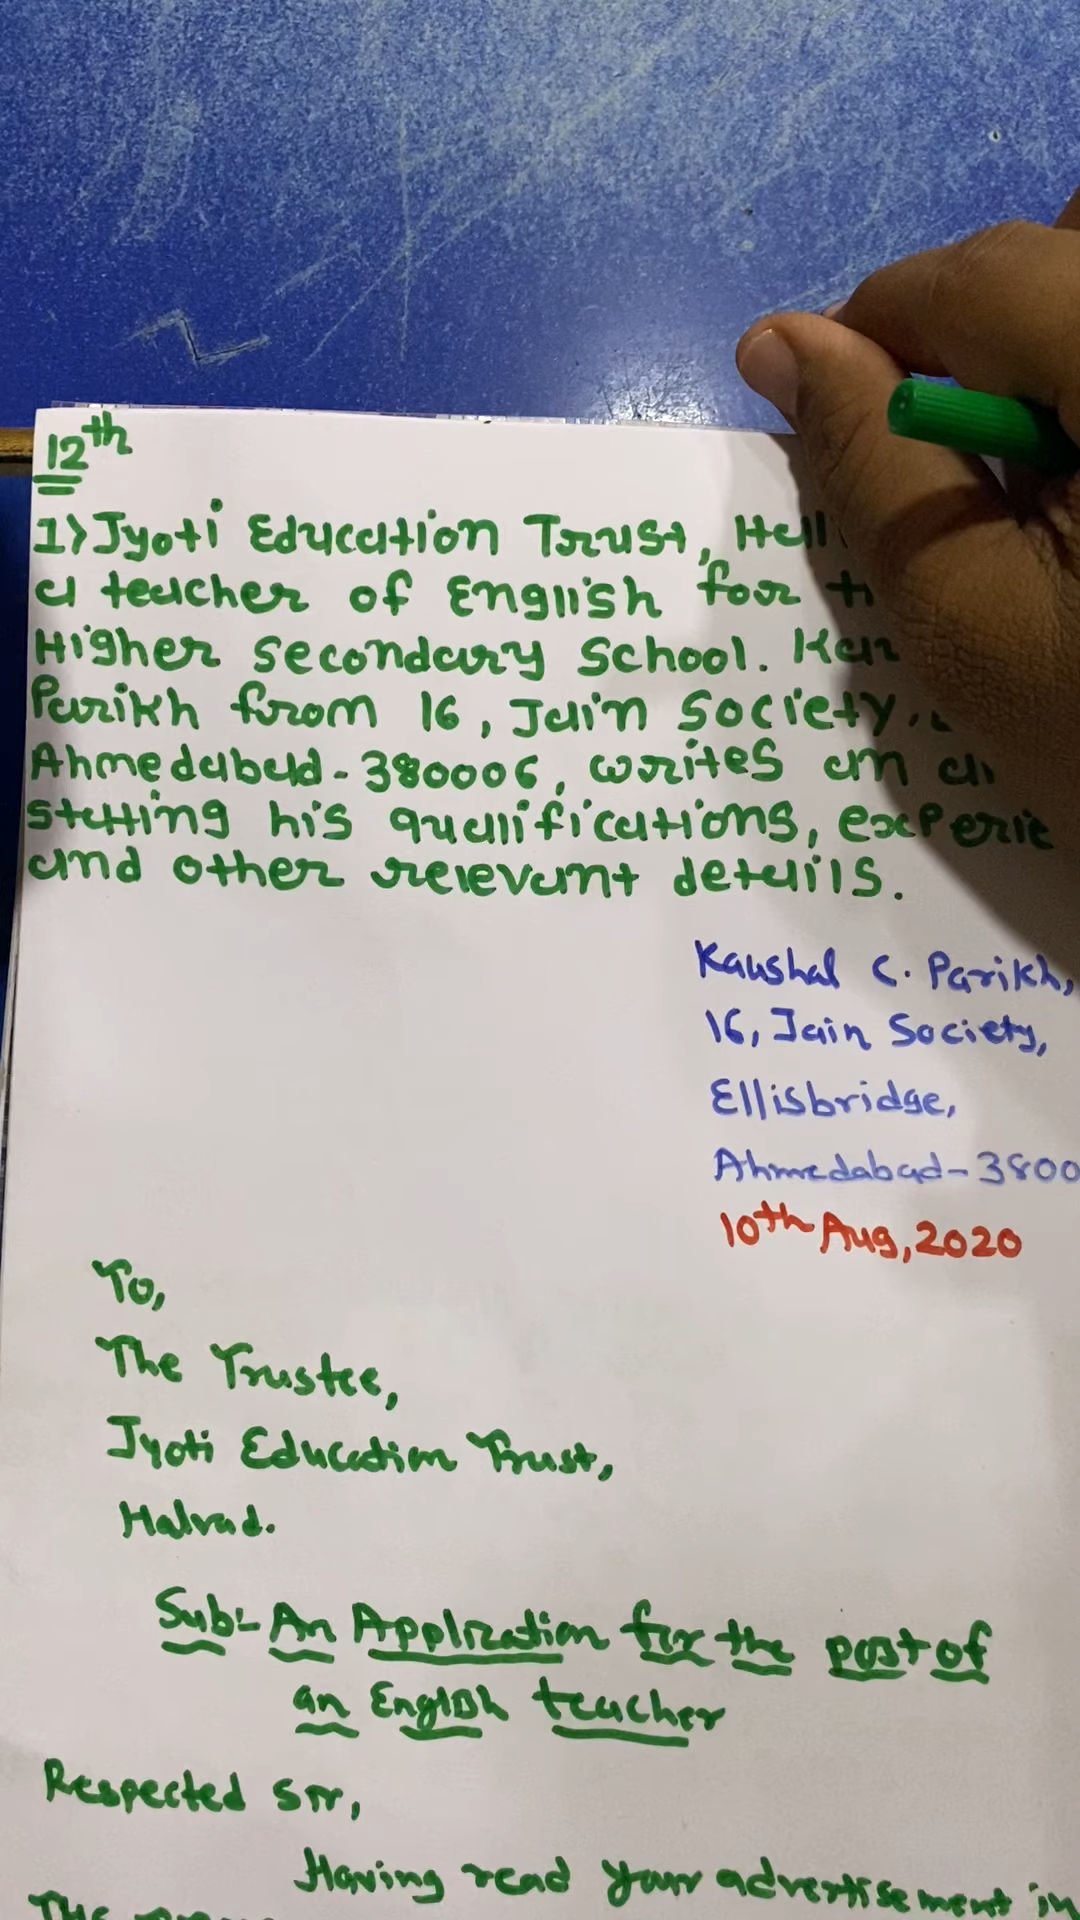 12th
1) Jyoti Education Trust,
a teacher of English for
Higher secondary school.
Parikh from 16, Jain Society,
Ahmedabad-380006, writes an
stating his qualifications,
and other relevant details.
Kaushal C. Parikh,
16, Jain Society,
Ellisbridge,
Ahmedabad-3800
10th Aug, 2020
To,
The Trustee,
Jyoti Education Trust,
Halvad.
Sub:- An Application for the post of
an English teacher
Respected Sir,
Having read your advertisement in